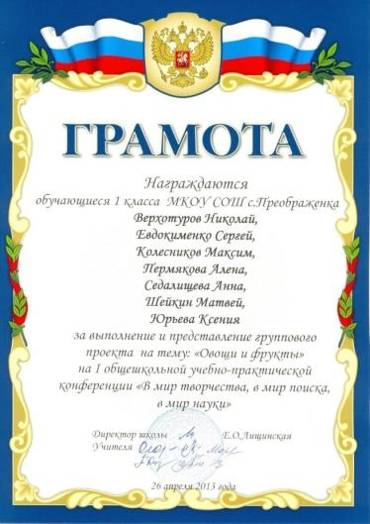 ГРАМОТА
Награждаются
обучающиеся 1 класса МКОУ СОШ с.Преображенка
Верхотуров Николай,
Евдокименко Сергей,
Колесников Максим,
Пермякова Алена,
Седалищева Анна,
Шейкин Матвей,
Юрьева Ксения
за выполнение и представление группового
проекта на тему: «Овощи и фрукты»
на I общешкольной учебно-практической
конференции «В мир творчества, в мир поиска,
в мир науки»
Директор школы Е.О.Лищинская
Учителя
26 апреля 2013 года